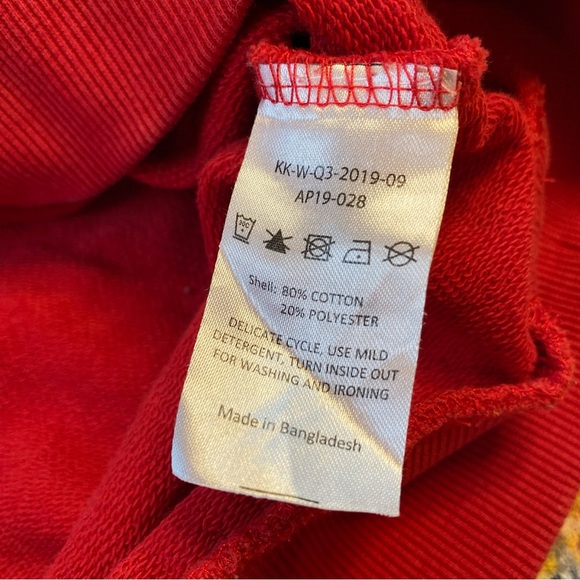 KK-W-Q3-2019-09
AP19-028
30C
Shell: 80% COTTON
20% POLYESTER
DELICATE CYCLE, USE MILD
DETERGENT. TURN INSIDE OUT
FOR WASHING AND IRONING
Made in Bangladesh